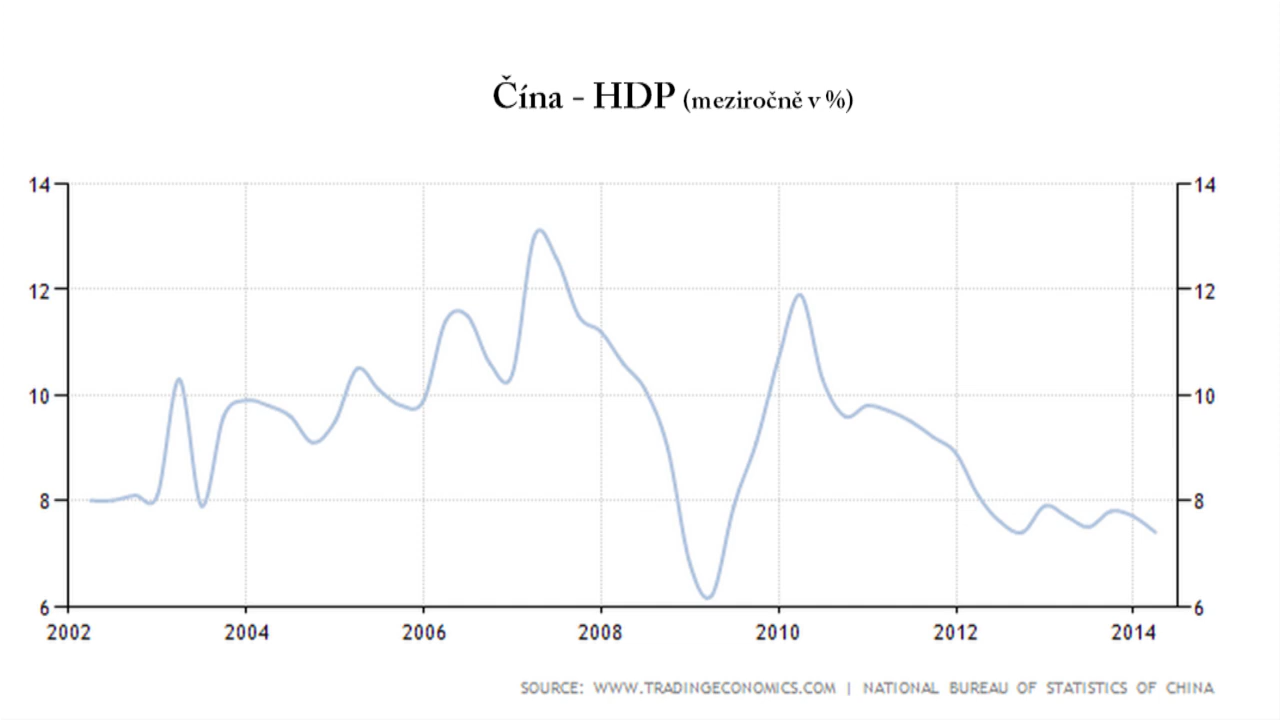 Čína - HDP (meziročně v %)
14 14
12 12
10 10
8 8
6 6
2002 2004 2006 2008 2010 2012 2014
SOURCE: WWW.TRADINGECONOMICS.COM | NATIONAL BUREAU OF STATISTICS OF CHINA